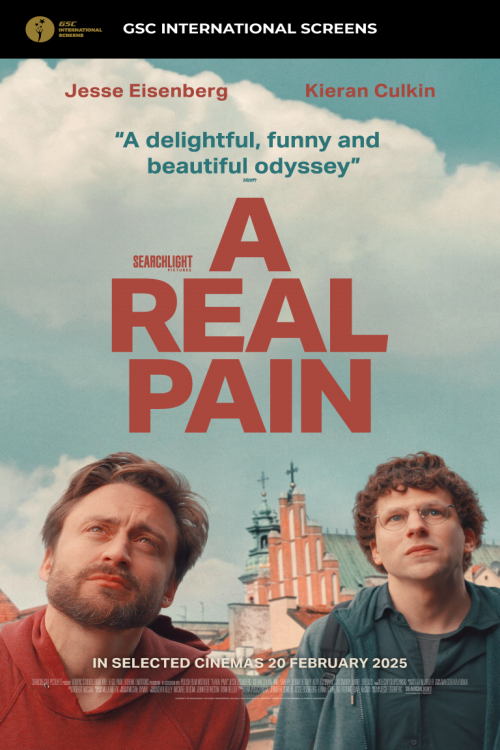 GSC
INTERNATIONAL
SCREENS
GSC INTERNATIONAL SCREENS
Jesse Eisenberg
Kieran Culkin
“A delightful, funny and
beautiful odyssey”
VARIETY
SEARCHLIGHT
PICTURES
A
REAL
PAIN
IN SELECTED CINEMAS 20 FEBRUARY 2025